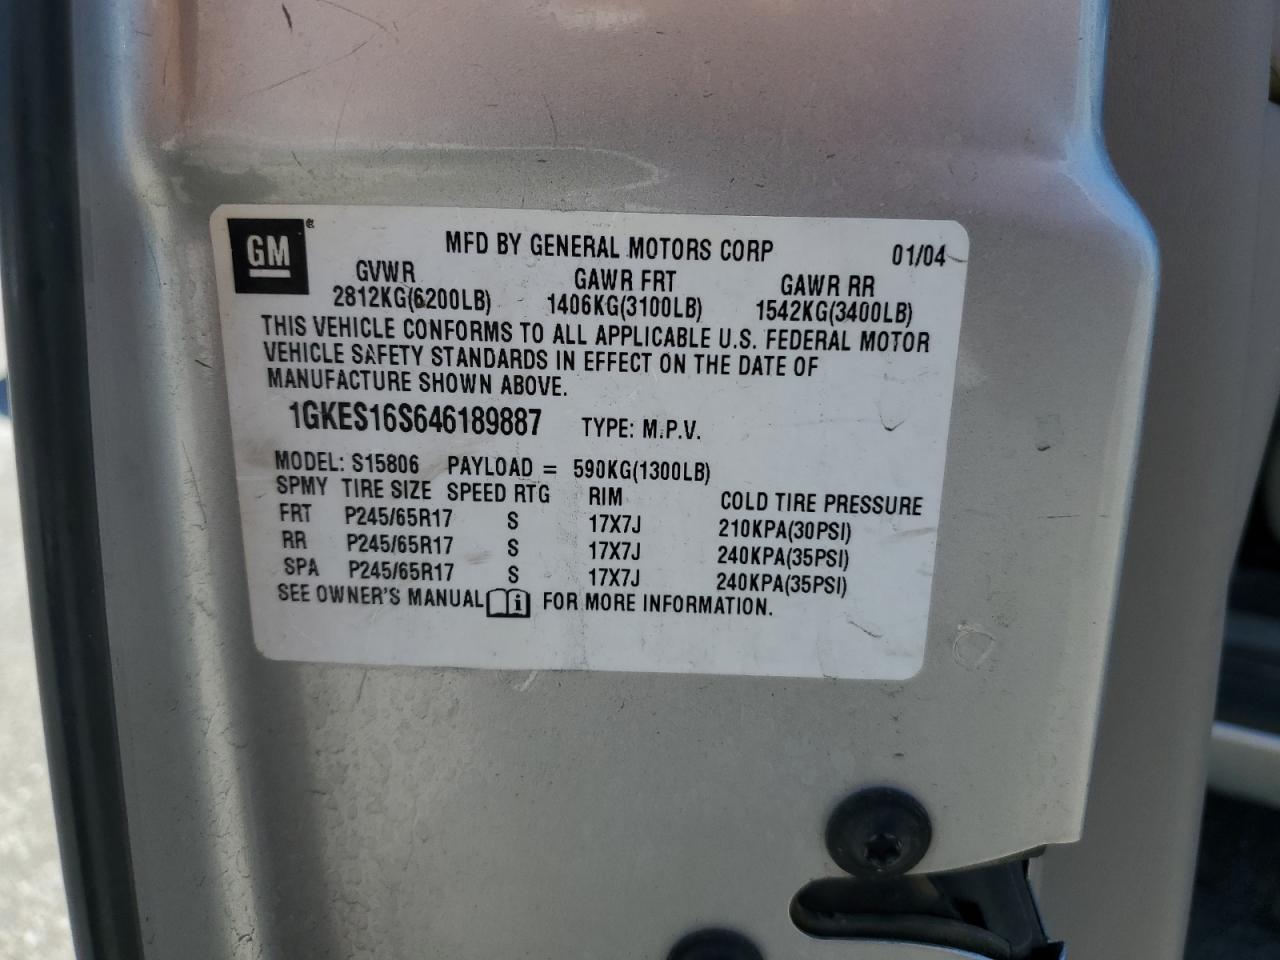 GM ®
MFD BY GENERAL MOTORS CORP 01/04
GVWR GAWR FRT GAWR RR
2812KG(6200LB) 1406KG(3100LB) 1542KG(3400LB)
THIS VEHICLE CONFORMS TO ALL APPLICABLE U.S. FEDERAL MOTOR
VEHICLE SAFETY STANDARDS IN EFFECT ON THE DATE OF
MANUFACTURE SHOWN ABOVE.
1GKES16S646189887 TYPE: M.P.V.
MODEL: S15806 PAYLOAD = 590KG(1300LB)
SPMY TIRE SIZE SPEED RTG RIM COLD TIRE PRESSURE
FRT P245/65R17 S 17X7J 210KPA(30PSI)
RR P245/65R17 S 17X7J 240KPA(35PSI)
SPA P245/65R17 S 17X7J 240KPA(35PSI)
SEE OWNER'S MANUAL i FOR MORE INFORMATION.